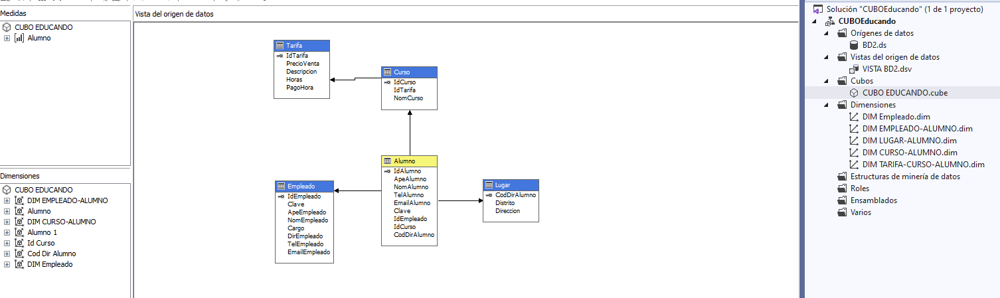 Medidas
CUBO EDUCANDO
Alumno
Dimensiones
CUBO EDUCANDO
DIM EMPLEADO-ALUMNO
Alumno
DIM CURSO-ALUMNO
Alumno 1
Id Curso
Cod Dir Alumno
DIM Empleado
Vista del origen de datos
Tarifa
IdTarifa
PrecioVenta
Descripcion
Horas
PagoHora
Curso
IdCurso
IdTarifa
NomCurso
Alumno
IdAlumno
ApeAlumno
NomAlumno
TelAlumno
EmailAlumno
Clave
IdEmpleado
IdCurso
CodDirAlumno
Empleado
IdEmpleado
Clave
ApeEmpleado
NomEmpleado
Cargo
DirEmpleado
TelEmpleado
EmailEmpleado
Lugar
CodDirAlumno
Distrito
Direccion
Solución "CUBOEducando" (1 de 1 proyecto)
CUBOEducando
Orígenes de datos
BD2.ds
Vistas del origen de datos
VISTA BD2.dsv
Cubos
CUBO EDUCANDO.cube
Dimensiones
DIM Empleado.dim
DIM EMPLEADO-ALUMNO.dim
DIM LUGAR-ALUMNO.dim
DIM CURSO-ALUMNO.dim
DIM TARIFA-CURSO-ALUMNO.dim
Estructuras de minería de datos
Roles
Ensamblados
Varios